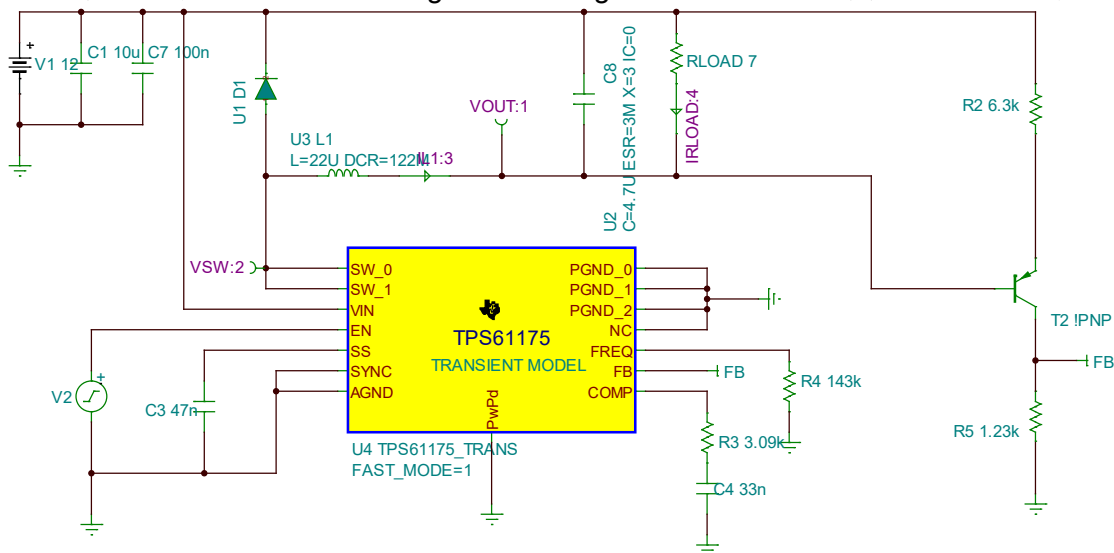 V1 12
C1 10u
C7 100n
U1 D1
U3 L1
L=22U DCR=122M
IL1:3
VOUT:1
C8
U2
C=4.7U ESR=3M X=3 IC=0
RLOAD 7
IRLOAD:4
R2 6.3k
T2 !PNP
FB
R5 1.23k
VSW:2
SW_0
SW_1
VIN
EN
SS
SYNC
AGND
TPS61175
TRANSIENT MODEL
PwPd
PGND_0
PGND_1
PGND_2
NC
FREQ
FB
COMP
FB
U4 TPS61175_TRANS
FAST_MODE=1
V2
C3 47n
R4 143k
R3 3.09k
C4 33n